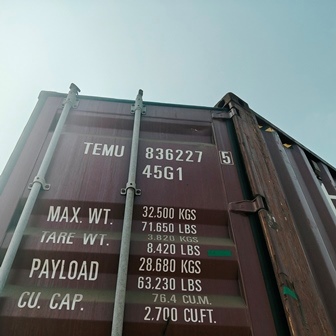 TEMU 836227 5
45G1
MAX. WT. 32.500 KGS
71.650 LBS
TARE WT. 3.820 KGS
8.420 LBS
PAYLOAD 28.680 KGS
63.230 LBS
CU. CAP. 76.4 CU.M.
2.700 CU.FT.